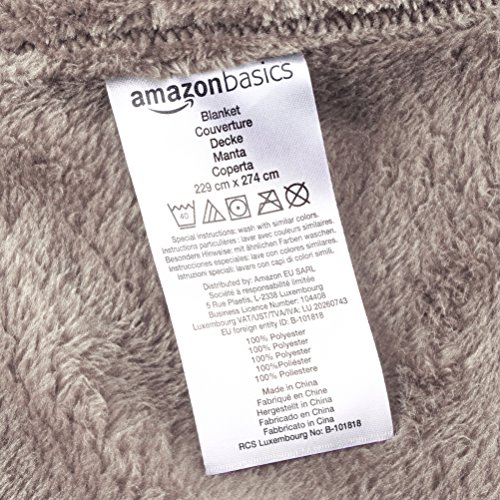 amazonbasics
Blanket
Couverture
Decke
Manta
Coperta
229 cm x 274 cm
40
Special instructions: wash with similar colors.
Instructions particulières : laver avec couleurs similaires.
Besondere Hinweise: mit ähnlichen Farben waschen.
Instrucciones especiales: lave con colores similares.
Istruzioni speciali: lavare con capi di colori simili.
Distributed by: Amazon EU SARL
Société à responsabilité limitée
5 Rue Plaetis, L-2338 Luxembourg
Business Licence Number: 104408
Luxembourg VAT/UST/TVA/IVA: LU 20260743
EU foreign entity ID: B-101818
100% Polyester
100% Polyester
100% Polyester
100% Poliéster
100% Poliestere
Made in China
Fabriqué en Chine
Hergestellt in China
Fabricado en China
Fabbricato in Cina
RCS Luxembourg No: B-101818